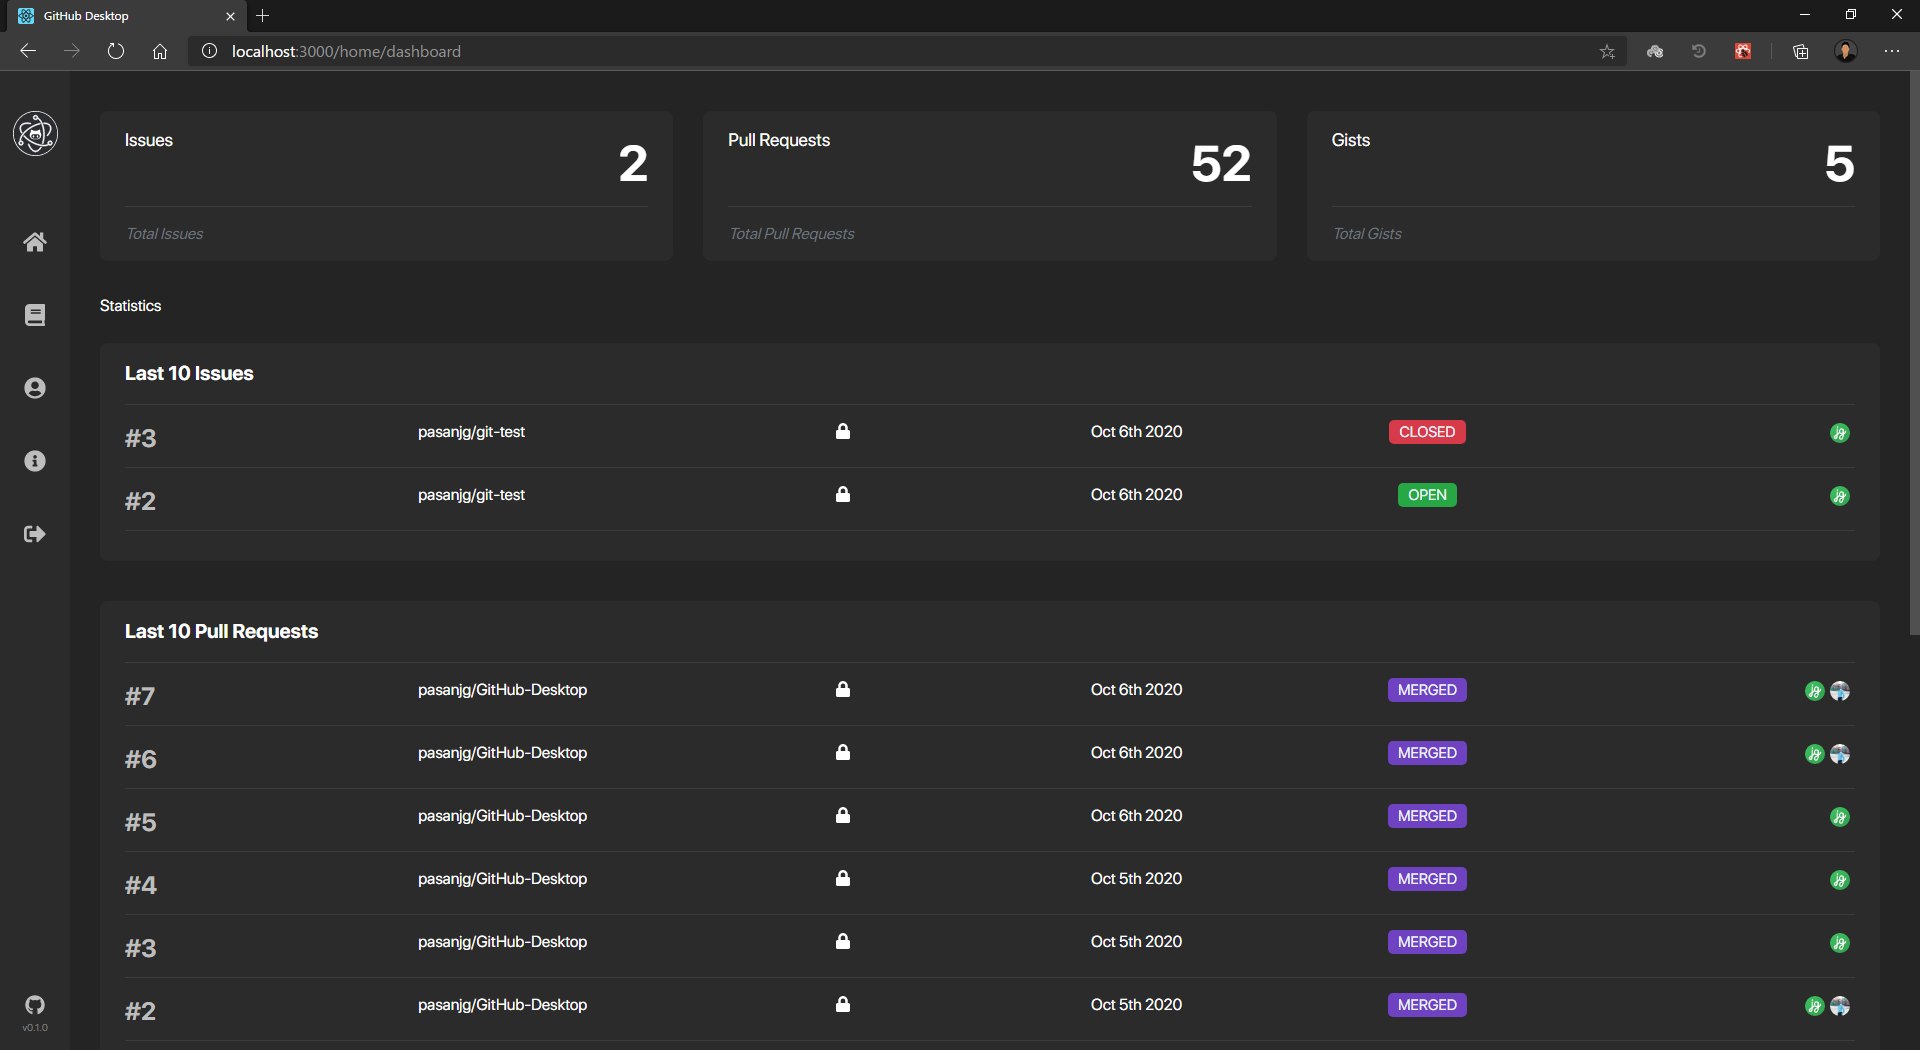 GitHub Desktop
localhost:3000/home/dashboard
Issues
2
Total Issues
Pull Requests
52
Total Pull Requests
Gists
5
Total Gists
Statistics
Last 10 Issues
#3 pasanjg/git-test Oct 6th 2020 CLOSED
#2 pasanjg/git-test Oct 6th 2020 OPEN
Last 10 Pull Requests
#7 pasanjg/GitHub-Desktop Oct 6th 2020 MERGED
#6 pasanjg/GitHub-Desktop Oct 6th 2020 MERGED
#5 pasanjg/GitHub-Desktop Oct 6th 2020 MERGED
#4 pasanjg/GitHub-Desktop Oct 5th 2020 MERGED
#3 pasanjg/GitHub-Desktop Oct 5th 2020 MERGED
#2 pasanjg/GitHub-Desktop Oct 5th 2020 MERGED
v0.1.0